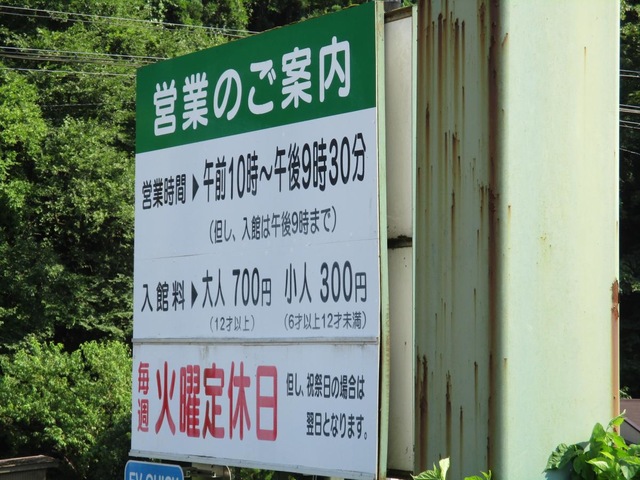 営業のご案内
営業時間▶午前10時～午後9時30分
(但し、入館は午後9時まで)
入館料▶大人 700円 小人 300円
(12才以上) (6才以上12才未満)
毎週 火曜定休日 但し、祝祭日の場合は
翌日となります。
EV QUICK